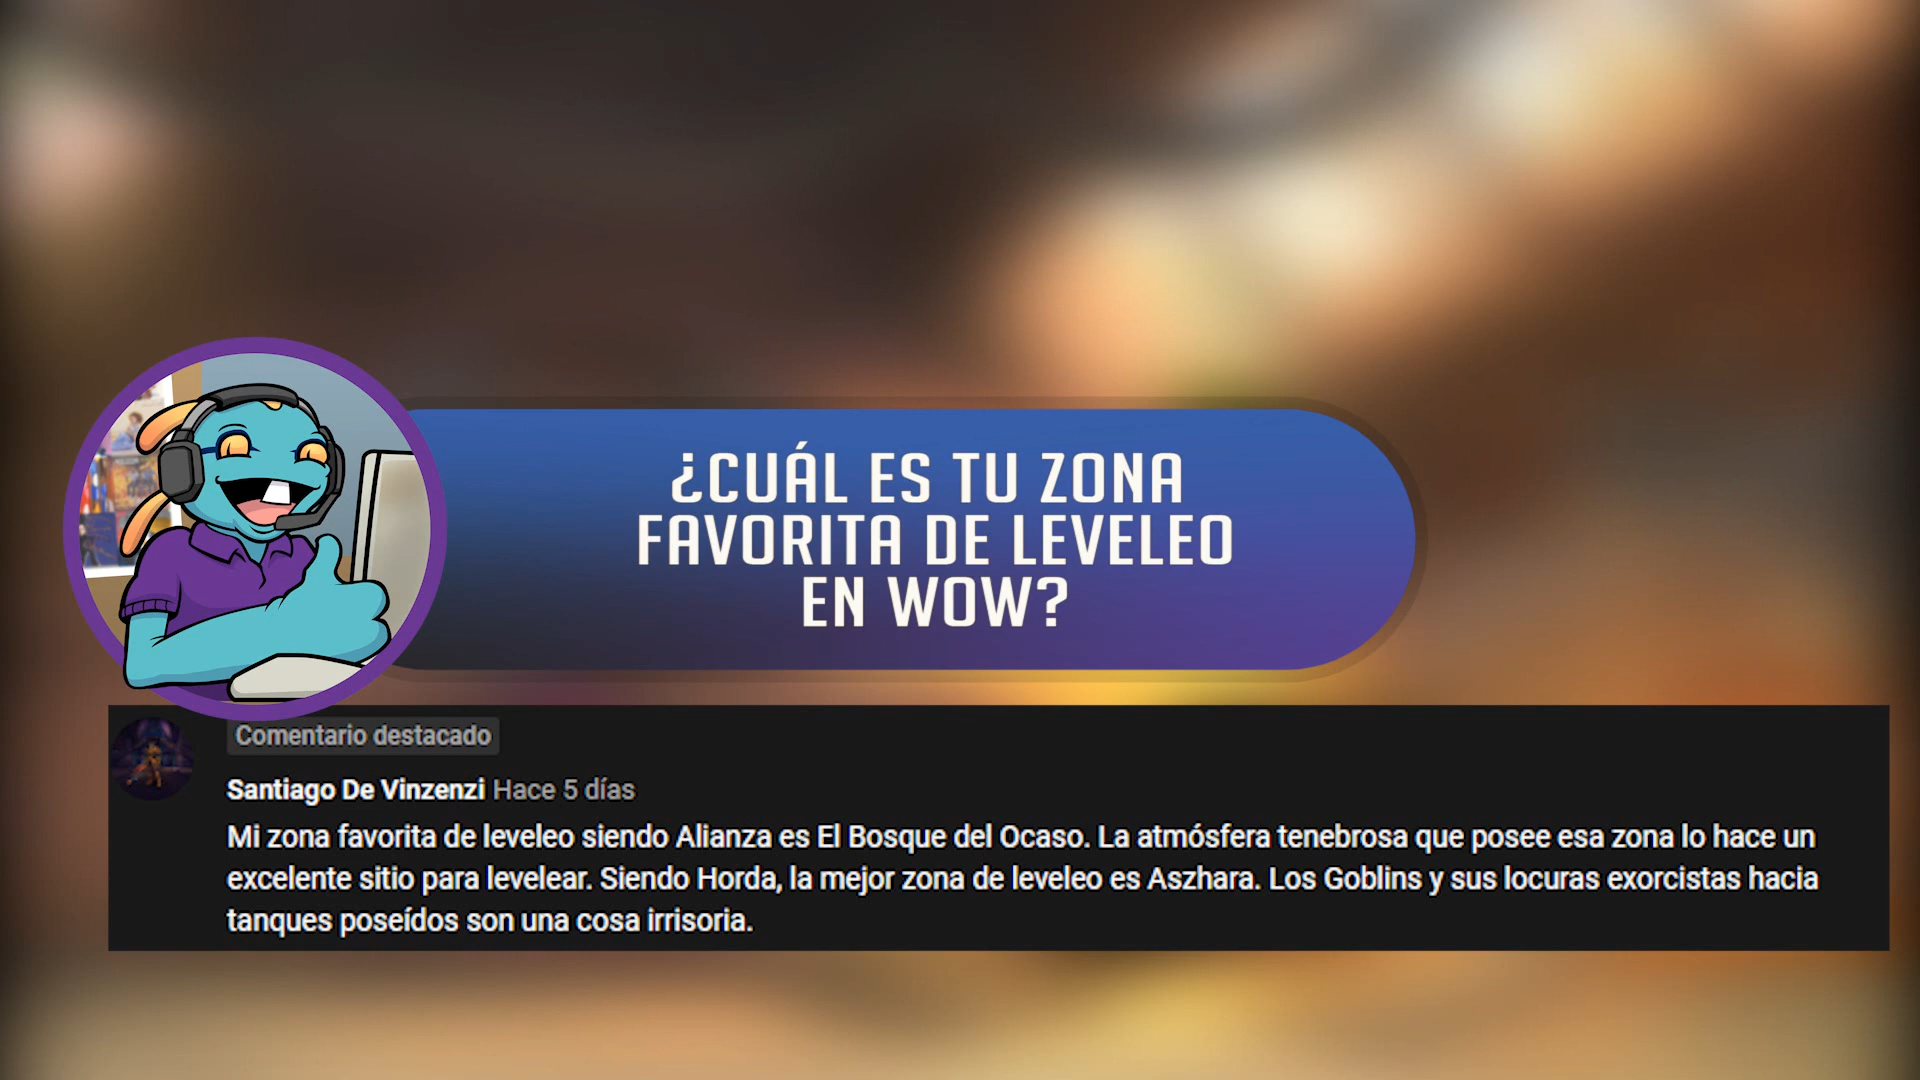 ¿CUÁL ES TU ZONA
FAVORITA DE LEVELEO
EN WOW?
Comentario destacado
Santiago De Vinzenzi Hace 5 días
Mi zona favorita de leveleo siendo Alianza es El Bosque del Ocaso. La atmósfera tenebrosa que posee esa zona lo hace un
excelente sitio para levelear. Siendo Horda, la mejor zona de leveleo es Aszhara. Los Goblins y sus locuras exorcistas hacia
tanques poseídos son una cosa irrisoria.